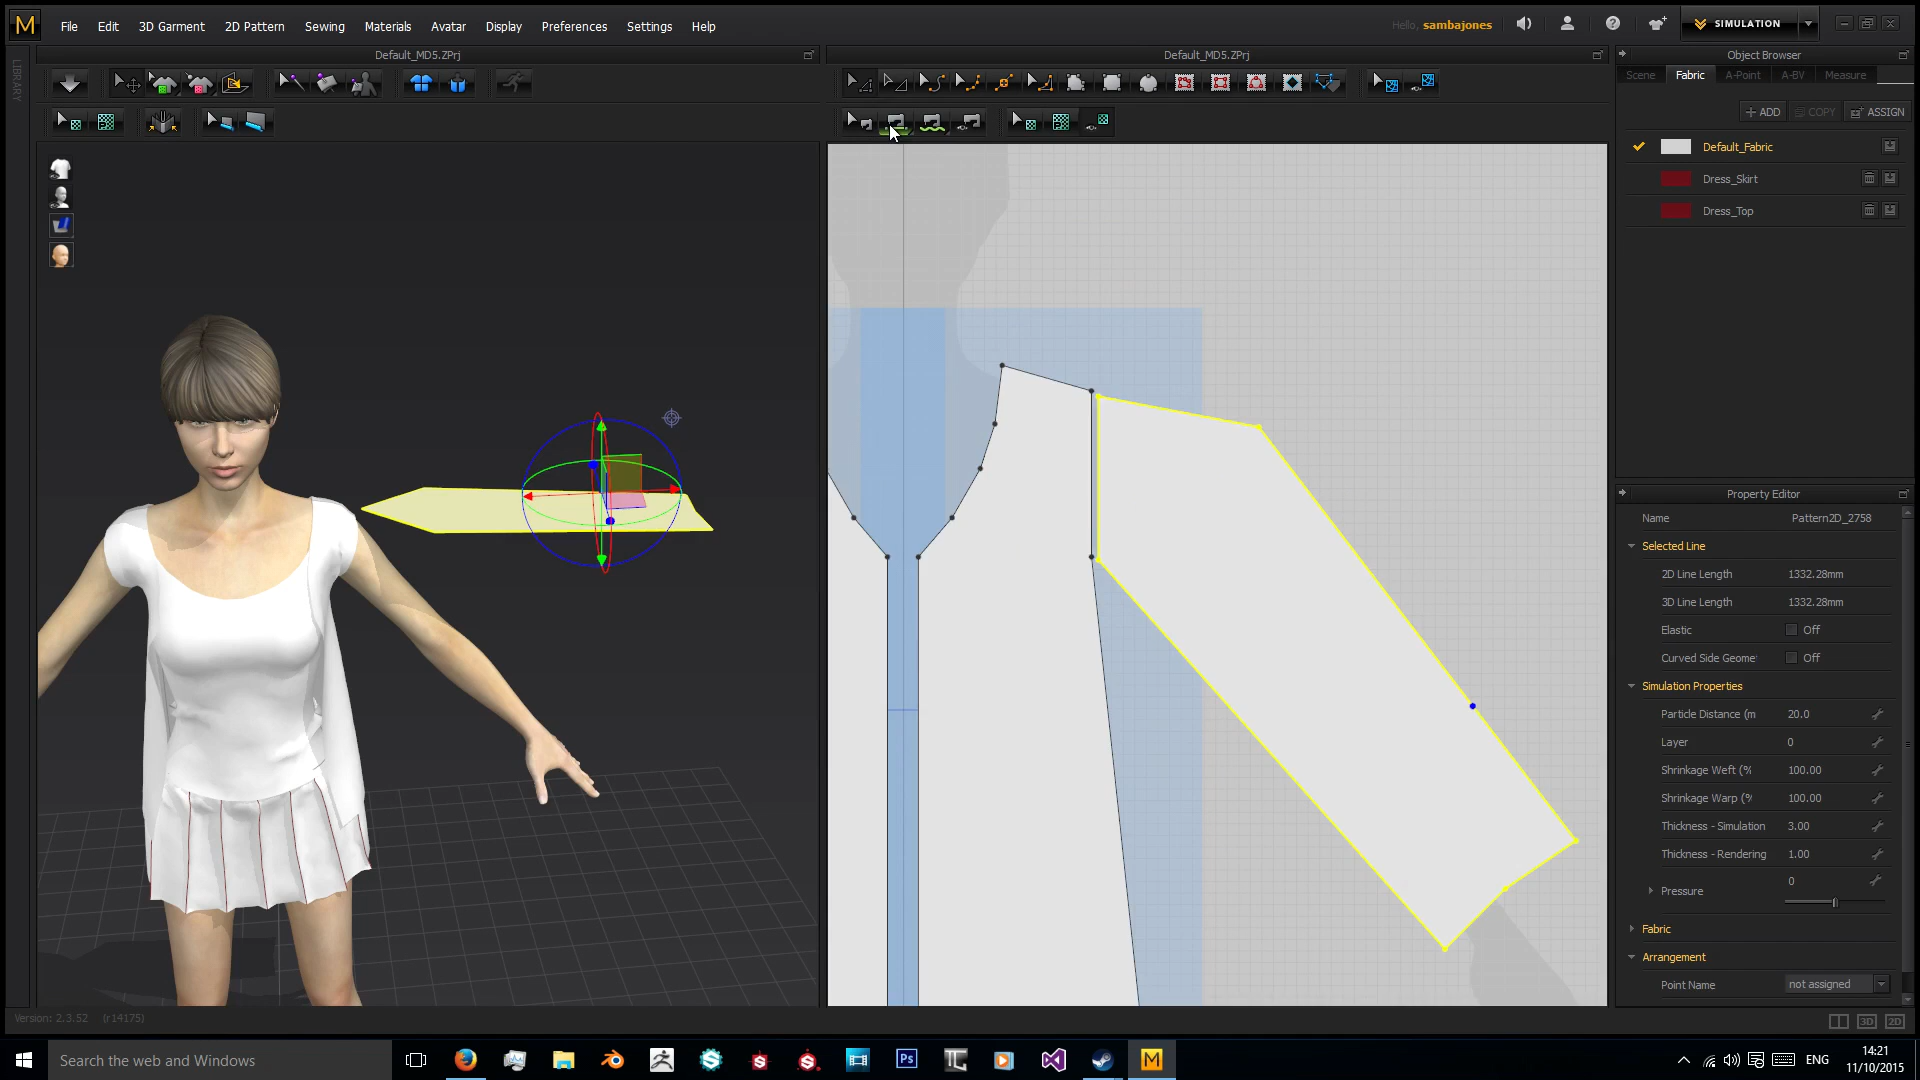 M File Edit 3D Garment 2D Pattern Sewing Materials Avatar Display Preferences Settings Help
Hello, sambajones
SIMULATION
LIBRARY
Default_MD5.ZPrj
Default_MD5.ZPrj
Object Browser
Scene Fabric A-Point A-BV Measure
ADD COPY ASSIGN
Default_Fabric
Dress_Skirt
Dress_Top
Property Editor
Name Pattern2D_2758
Selected Line
2D Line Length 1332.28mm
3D Line Length 1332.28mm
Elastic Off
Curved Side Geome Off
Simulation Properties
Particle Distance (m 20.0
Layer 0
Shrinkage Weft (% 100.00
Shrinkage Warp (% 100.00
Thickness - Simulation 3.00
Thickness - Rendering 1.00
Pressure 0
Fabric
Arrangement
Point Name not assigned
Version: 2.3.52 (r14175)
3D 2D
Search the web and Windows
Ps
M
ENG
14:21
11/10/2015